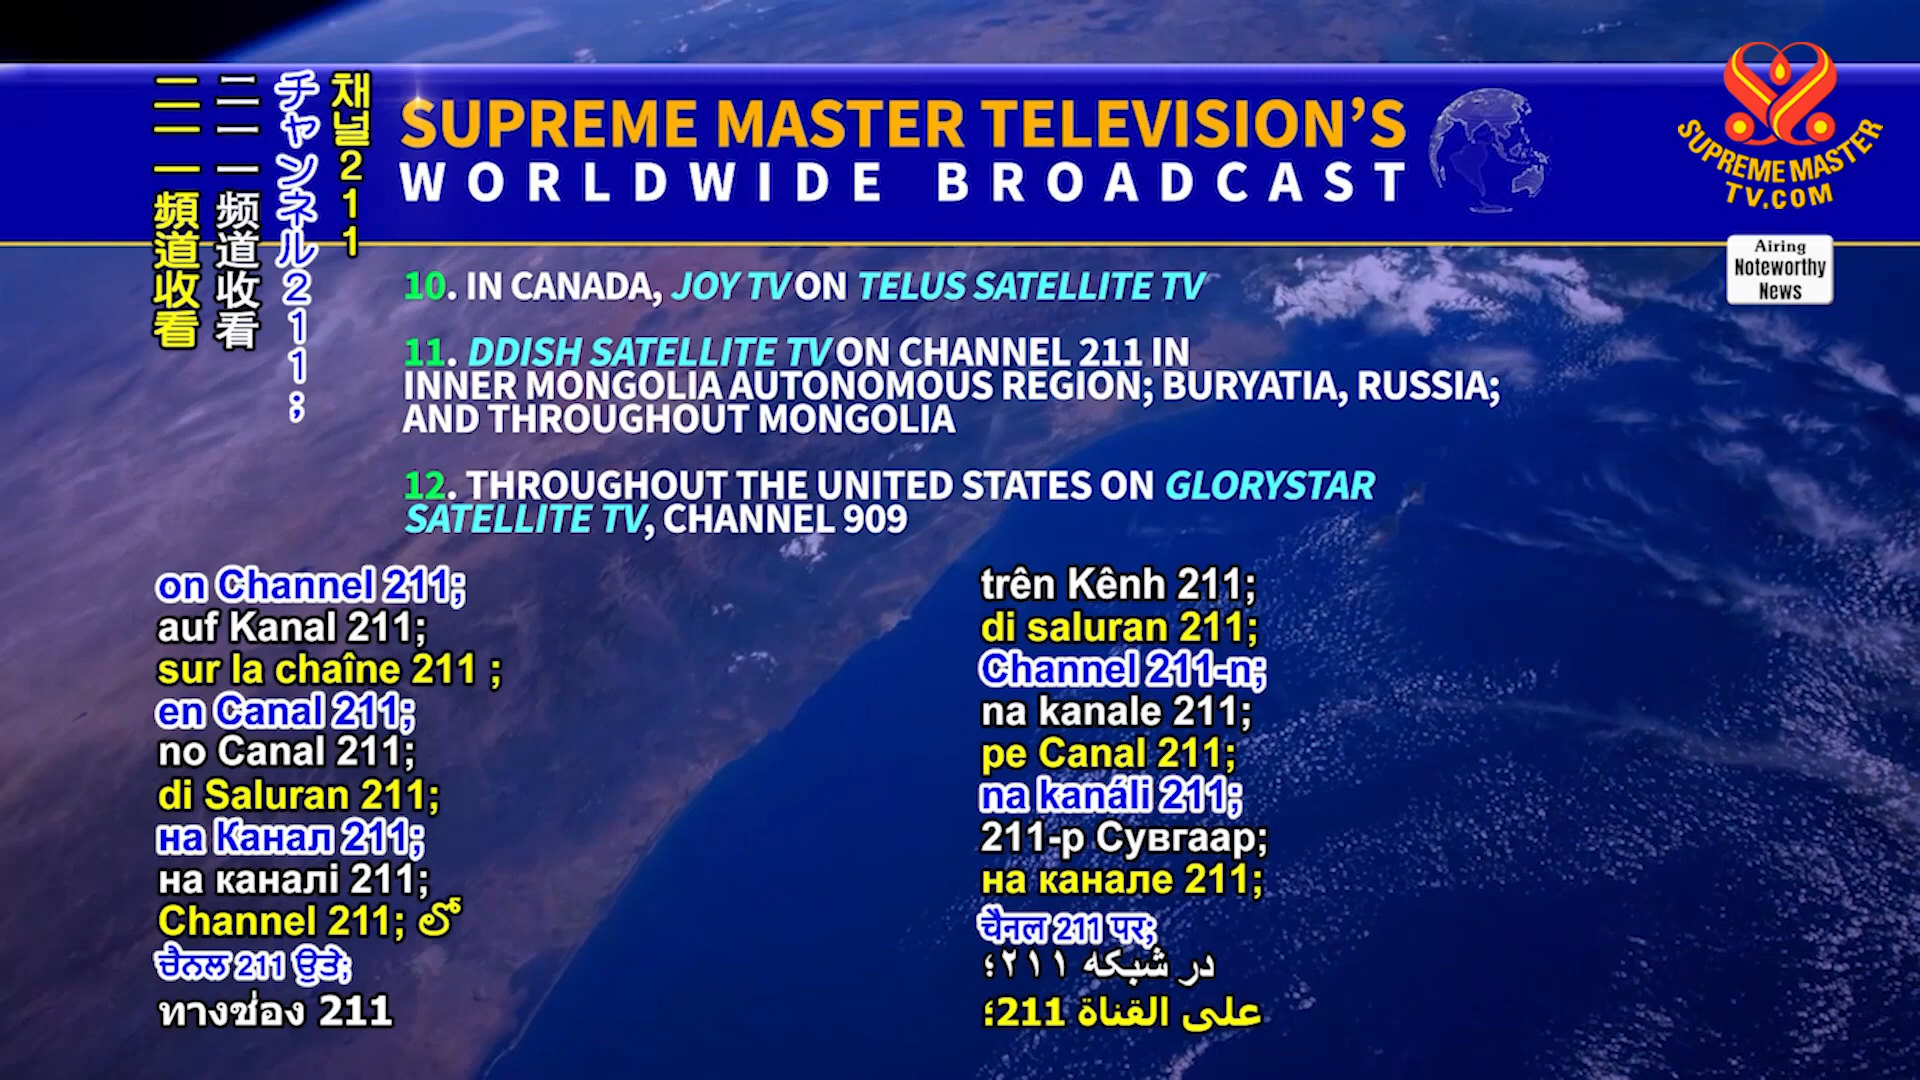 二一一頻道收看
二一一频道收看
チャンネル211;
채널211
SUPREME MASTER TELEVISION’S
WORLDWIDE BROADCAST
SUPREME MASTER
TV.COM
Airing
Noteworthy
News
10. IN CANADA, JOY TV ON TELUS SATELLITE TV
11. DDISH SATELLITE TV ON CHANNEL 211 IN
INNER MONGOLIA AUTONOMOUS REGION; BURYATIA, RUSSIA;
AND THROUGHOUT MONGOLIA
12. THROUGHOUT THE UNITED STATES ON GLORYSTAR
SATELLITE TV, CHANNEL 909
on Channel 211;
auf Kanal 211;
sur la chaîne 211 ;
en Canal 211;
no Canal 211;
di Saluran 211;
на Канал 211;
на каналі 211;
Channel 211; లో
ਚੈਨਲ 211 ਉਤੇ;
ทางช่อง 211
trên Kênh 211;
di saluran 211;
Channel 211-n;
na kanale 211;
pe Canal 211;
na kanáli 211;
211-р Сувгаар;
на канале 211;
चैनल 211 पर;
در شبکه ۲۱۱؛
على القناة 211؛